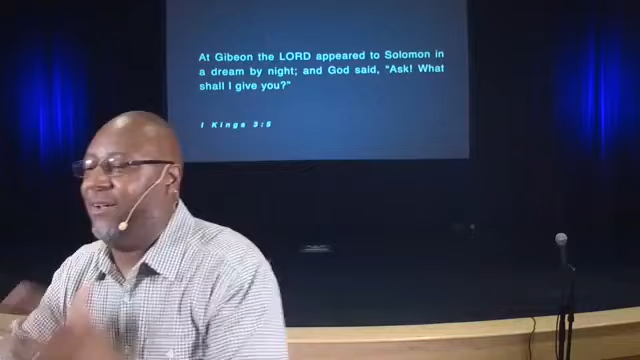 At Gibeon the LORD appeared to Solomon in
a dream by night; and God said, "Ask! What
shall I give you?"
I Kings 3:5